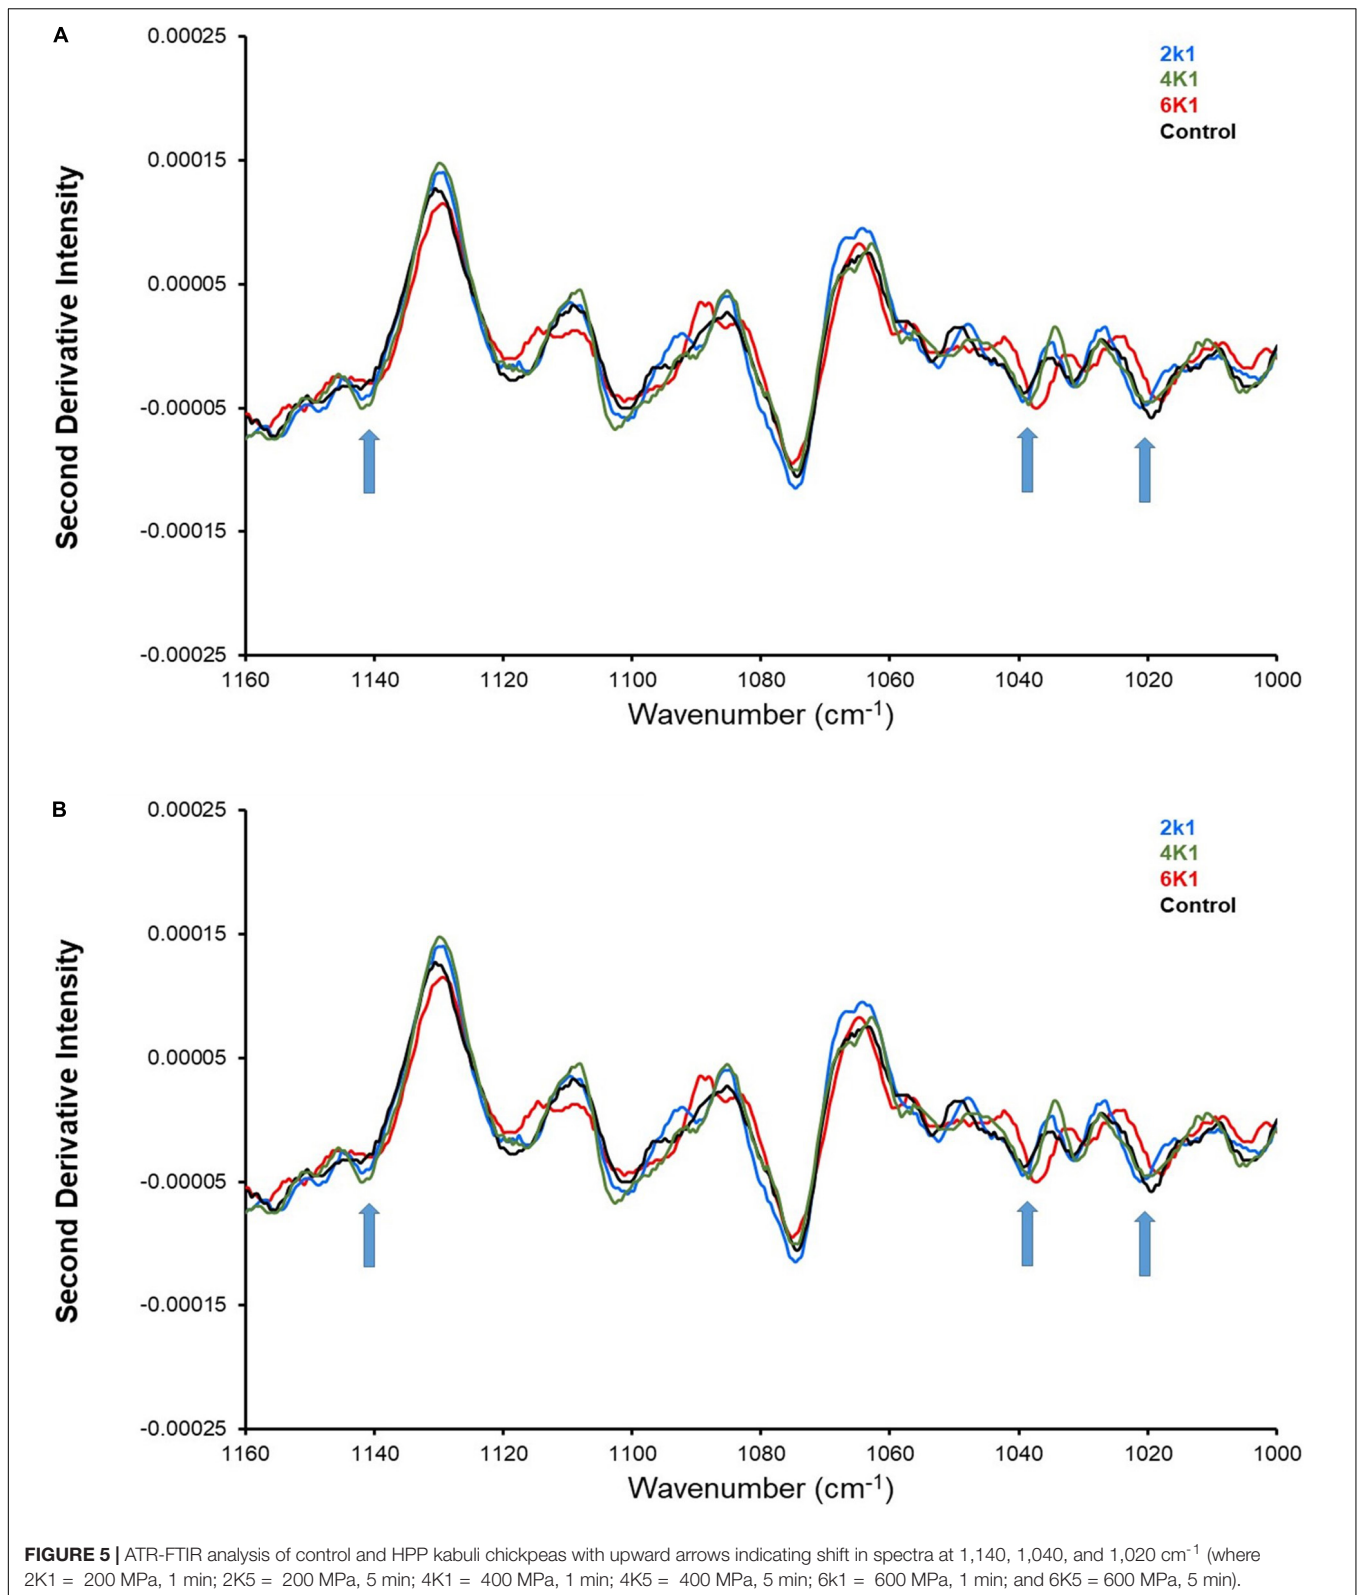 A
0.00025
0.00015
0.00005
-0.00005
-0.00015
-0.00025
Second Derivative Intensity
2k1
4K1
6K1
Control
1160 1140 1120 1100 1080 1060 1040 1020 1000
Wavenumber (cm-1)
B
0.00025
0.00015
0.00005
-0.00005
-0.00015
-0.00025
Second Derivative Intensity
2k1
4K1
6K1
Control
1160 1140 1120 1100 1080 1060 1040 1020 1000
Wavenumber (cm-1)
FIGURE 5 | ATR-FTIR analysis of control and HPP kabuli chickpeas with upward arrows indicating shift in spectra at 1,140, 1,040, and 1,020 cm-1 (where
2K1 = 200 MPa, 1 min; 2K5 = 200 MPa, 5 min; 4K1 = 400 MPa, 1 min; 4K5 = 400 MPa, 5 min; 6k1 = 600 MPa, 1 min; and 6K5 = 600 MPa, 5 min).